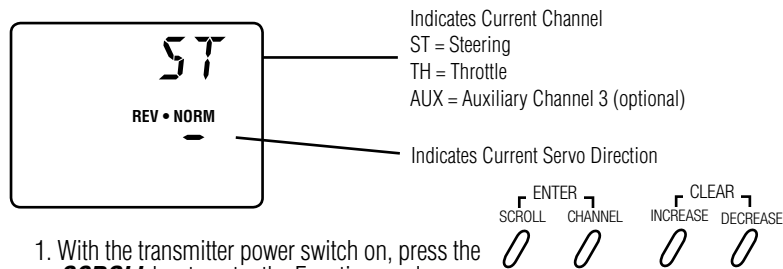 Indicates Current Channel
ST
ST = Steering
TH = Throttle
AUX = Auxiliary Channel 3 (optional)
REV • NORM
Indicates Current Servo Direction
ENTER
CLEAR
SCROLL CHANNEL INCREASE DECREASE
1. With the transmitter power switch on, press the
SCROLL